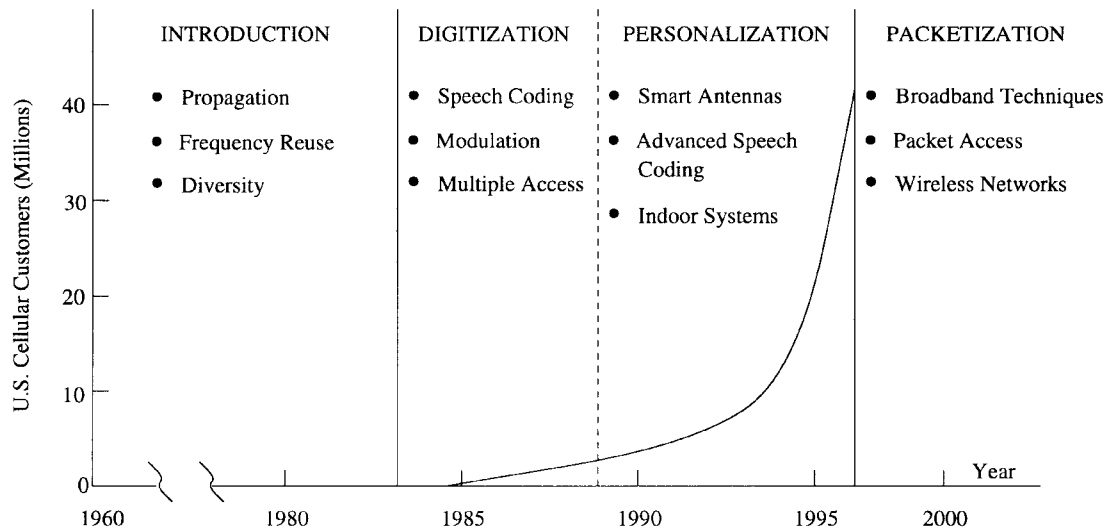 INTRODUCTION
DIGITIZATION
PERSONALIZATION
PACKETIZATION
Propagation
Frequency Reuse
Diversity
Speech Coding
Modulation
Multiple Access
Smart Antennas
Advanced Speech
Coding
Indoor Systems
Broadband Techniques
Packet Access
Wireless Networks
U.S. Cellular Customers (Millions)
40
30
20
10
0
Year
1960
1980
1985
1990
1995
2000